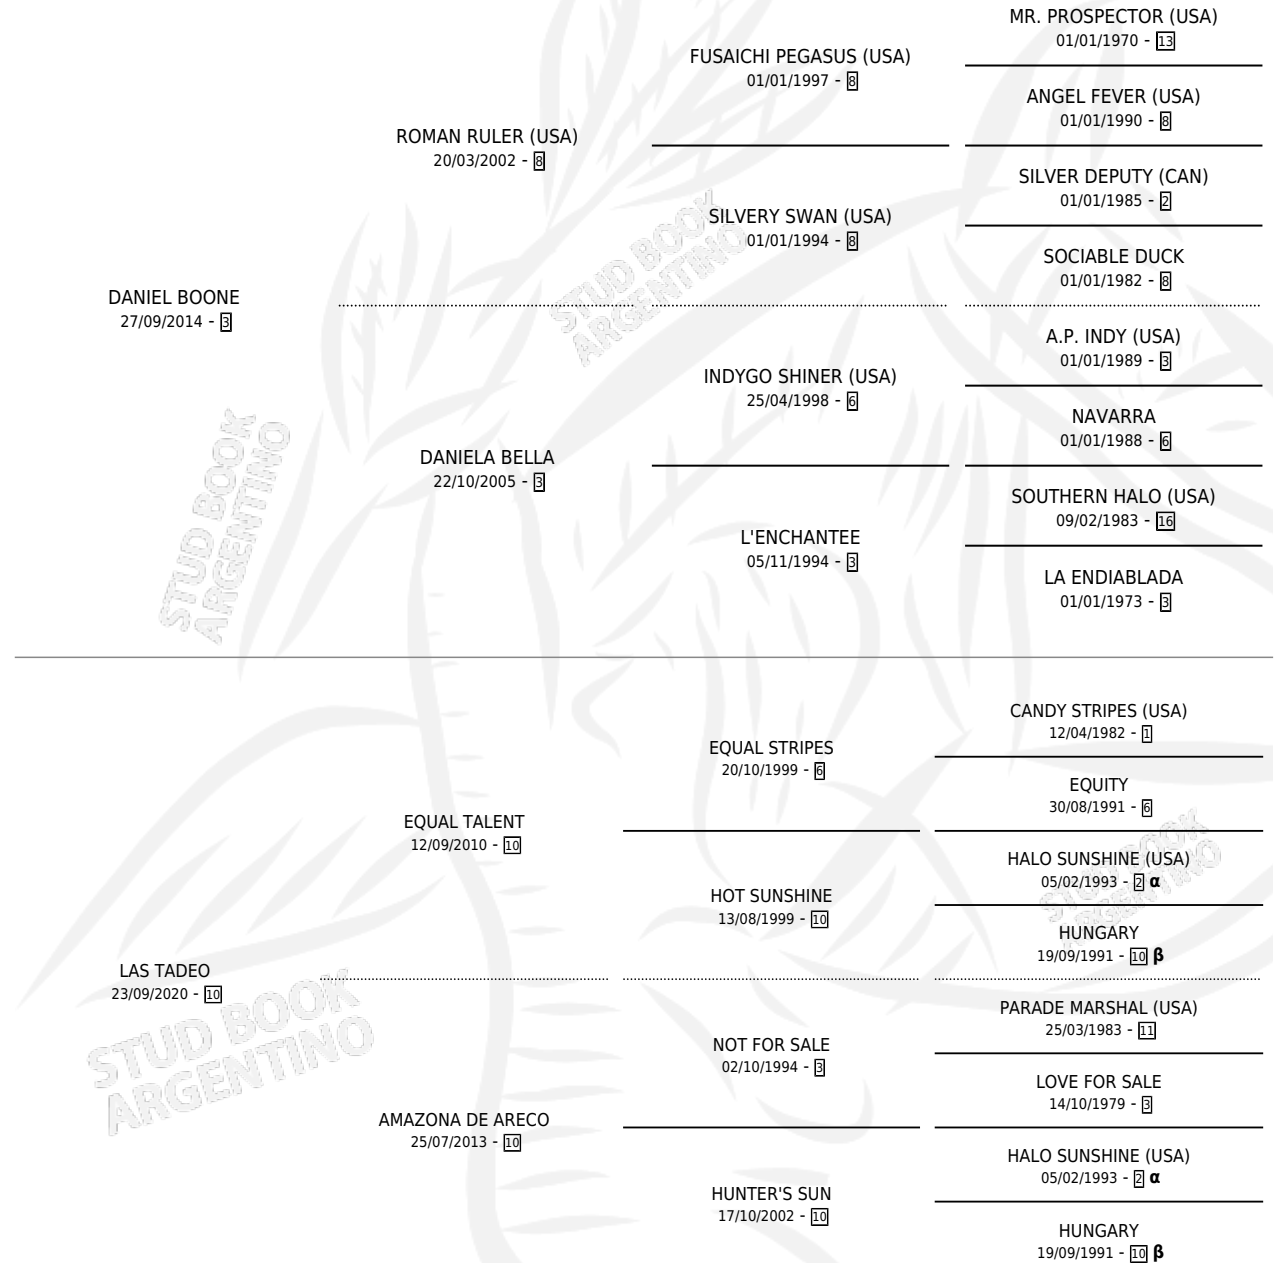 MR. PROSPECTOR (USA)
01/01/1970 - 13
FUSAICHI PEGASUS (USA)
01/01/1997 - 8
ANGEL FEVER (USA)
01/01/1990 - 8
ROMAN RULER (USA)
20/03/2002 - 8
SILVER DEPUTY (CAN)
01/01/1985 - 2
SILVERY SWAN (USA)
01/01/1994 - 8
SOCIABLE DUCK
01/01/1982 - 8
DANIEL BOONE
27/09/2014 - 3
A.P. INDY (USA)
01/01/1989 - 3
INDYGO SHINER (USA)
25/04/1998 - 6
NAVARRA
01/01/1988 - 6
DANIELA BELLA
22/10/2005 - 3
SOUTHERN HALO (USA)
09/02/1983 - 16
L'ENCHANTEE
05/11/1994 - 3
LA ENDIABLADA
01/01/1973 - 3
CANDY STRIPES (USA)
12/04/1982 - 1
EQUAL STRIPES
20/10/1999 - 6
EQUITY
30/08/1991 - 6
EQUAL TALENT
12/09/2010 - 10
HALO SUNSHINE (USA)
05/02/1993 - 2 α
HOT SUNSHINE
13/08/1999 - 10
HUNGARY
19/09/1991 - 10 β
LAS TADEO
23/09/2020 - 10
PARADE MARSHAL (USA)
25/03/1983 - 11
NOT FOR SALE
02/10/1994 - 3
LOVE FOR SALE
14/10/1979 - 3
AMAZONA DE ARECO
25/07/2013 - 10
HALO SUNSHINE (USA)
05/02/1993 - 2 α
HUNTER'S SUN
17/10/2002 - 10
HUNGARY
19/09/1991 - 10 β
STUD BOOK
ARGENTINO
STUD BOOK
ARGENTINO
STUD BOOK
ARGENTINO
STUD BOOK
ARGENTINO